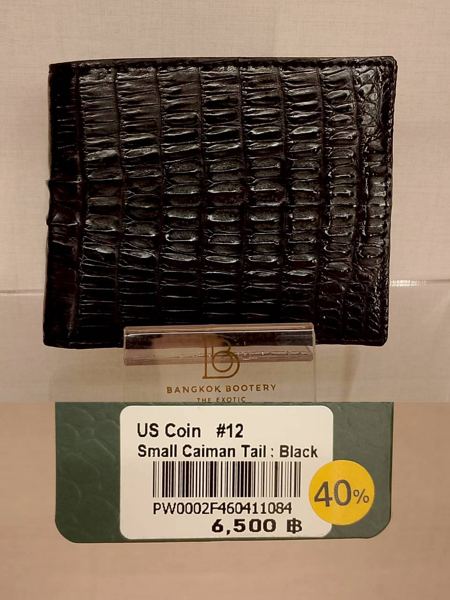 B
BANGKOK BOOTERY
THE EXOTIC
US Coin #12
Small Caiman Tail : Black
PW0002F460411084
6,500 ฿
40%